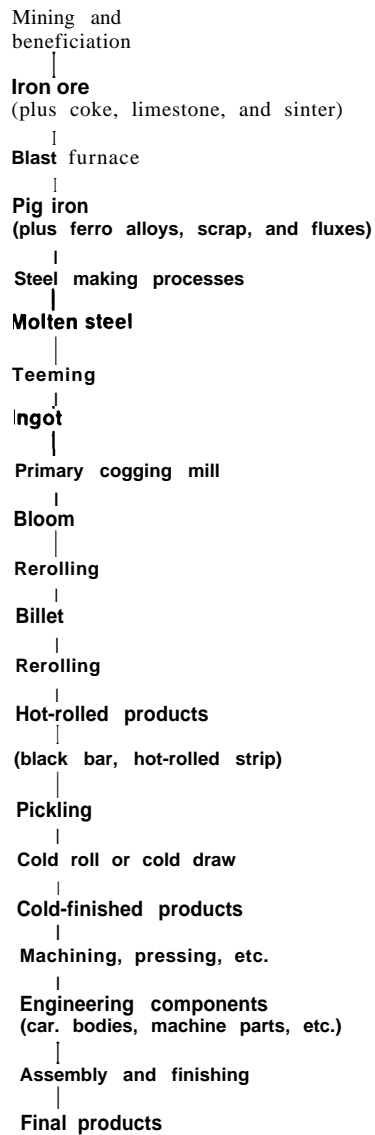 Mining and
beneficiation
Iron ore
(plus coke, limestone, and sinter)
Blast furnace
Pig iron
(plus ferro alloys, scrap, and fluxes)
Steel making processes
Molten steel
Teeming
Ingot
Primary cogging mill
Bloom
Rerolling
Billet
Rerolling
Hot-rolled products
(black bar, hot-rolled strip)
Pickling
Cold roll or cold draw
Cold-finished products
Machining, pressing, etc.
Engineering components
(car. bodies, machine parts, etc.)
Assembly and finishing
Final products